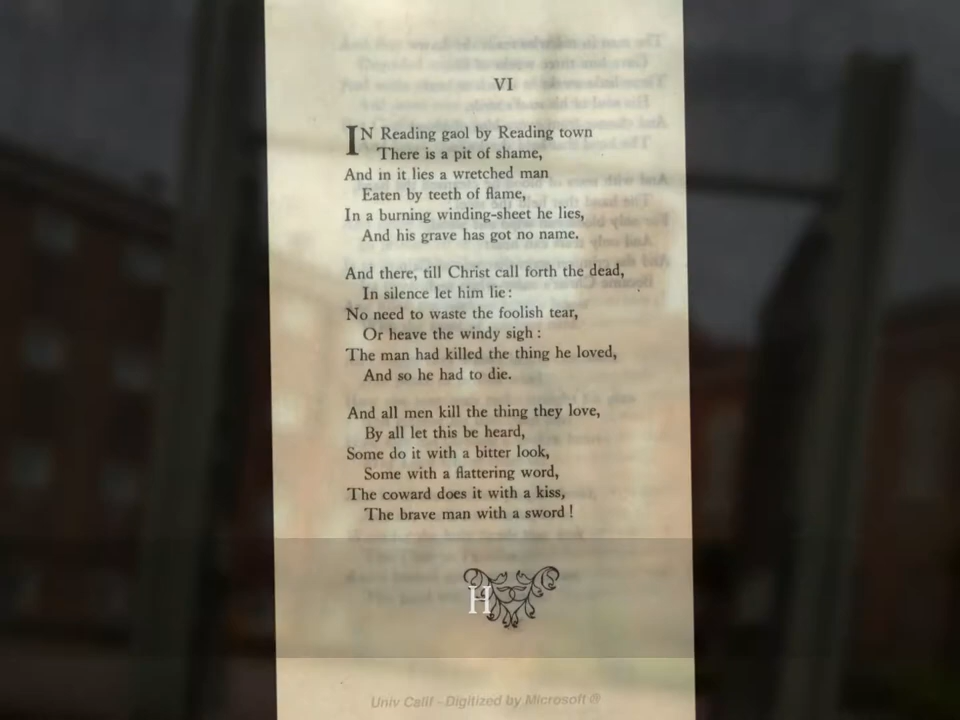 VI
IN Reading gaol by Reading town
There is a pit of shame,
And in it lies a wretched man
Eaten by teeth of flame,
In a burning winding-sheet he lies,
And his grave has got no name.
And there, till Christ call forth the dead,
In silence let him lie:
No need to waste the foolish tear,
Or heave the windy sigh:
The man had killed the thing he loved,
And so he had to die.
And all men kill the thing they love,
By all let this be heard,
Some do it with a bitter look,
Some with a flattering word,
The coward does it with a kiss,
The brave man with a sword!
H
Univ Calif - Digitized by Microsoft ®